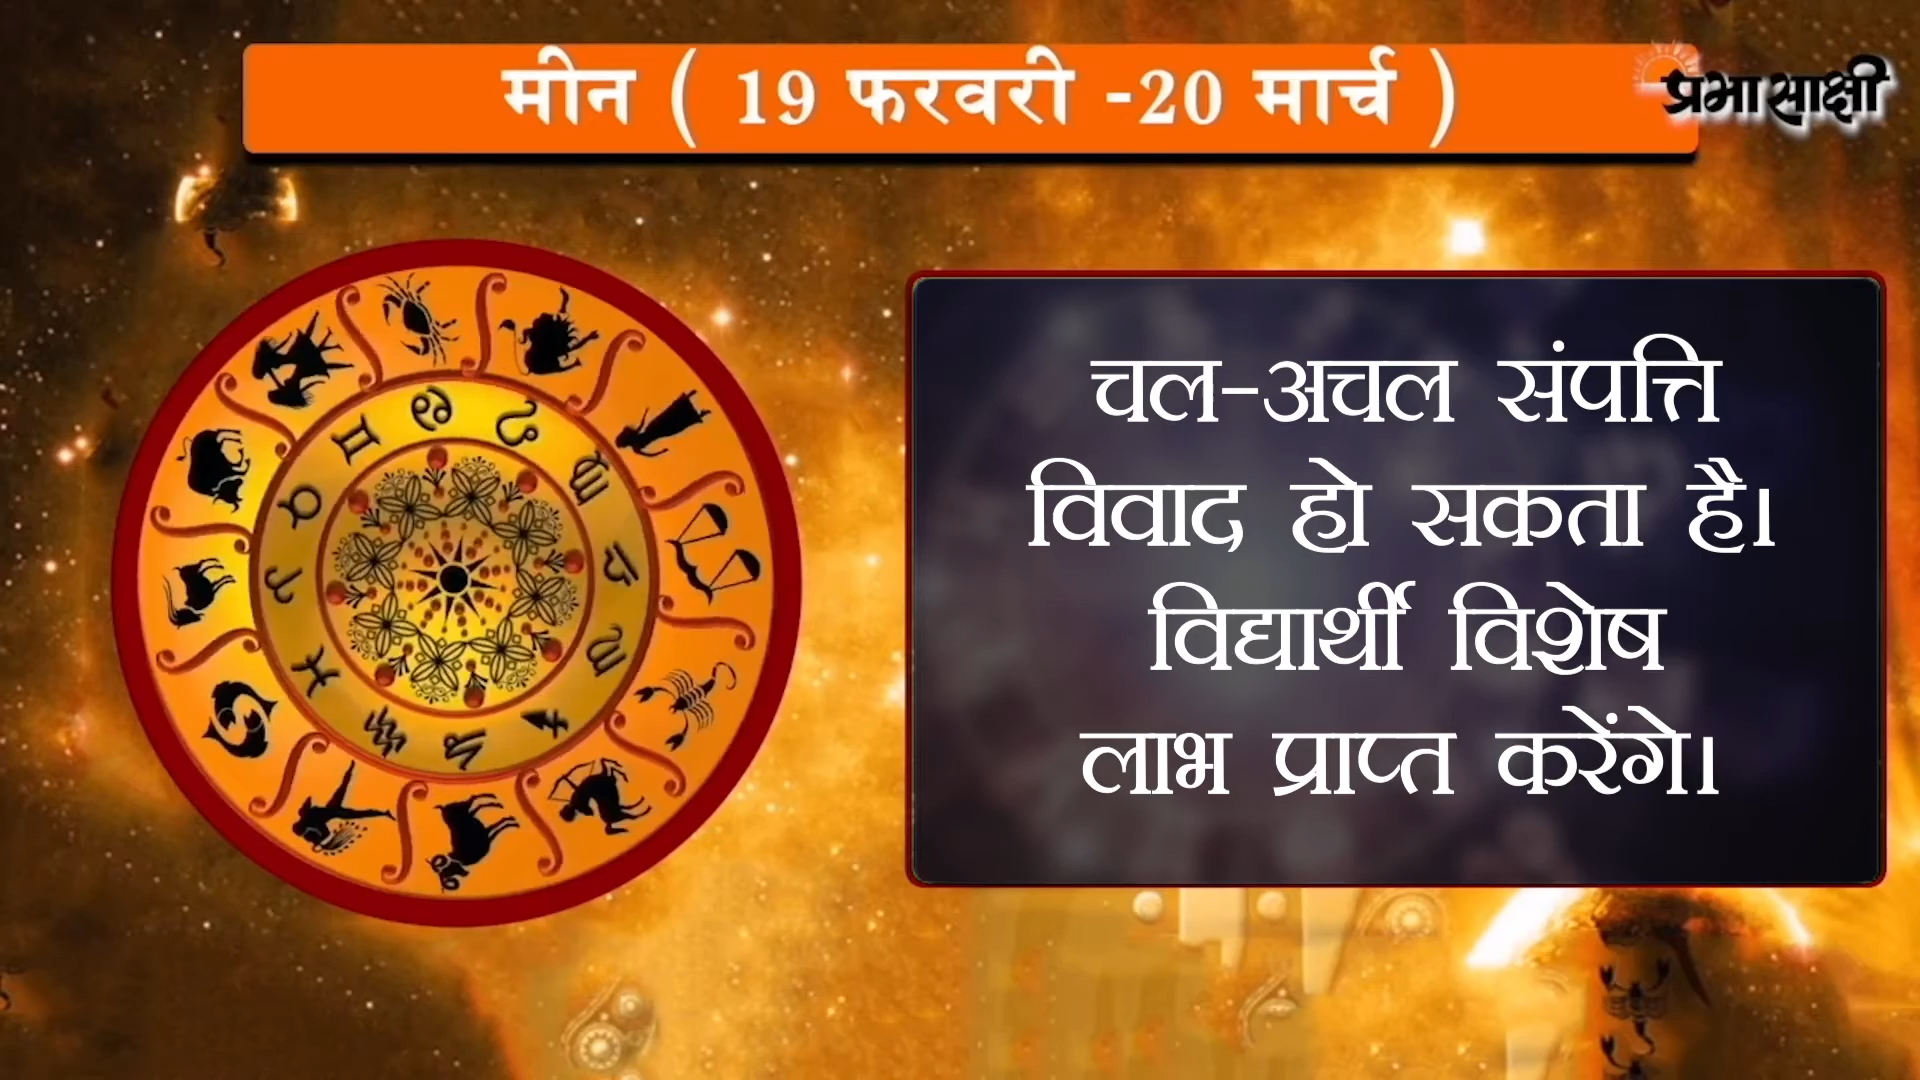 मीन ( 19 फरवरी -20 मार्च )
प्रभासाक्षी
चल-अचल संपत्ति
विवाद हो सकता है।
विद्यार्थी विशेष
लाभ प्राप्त करेंगे।